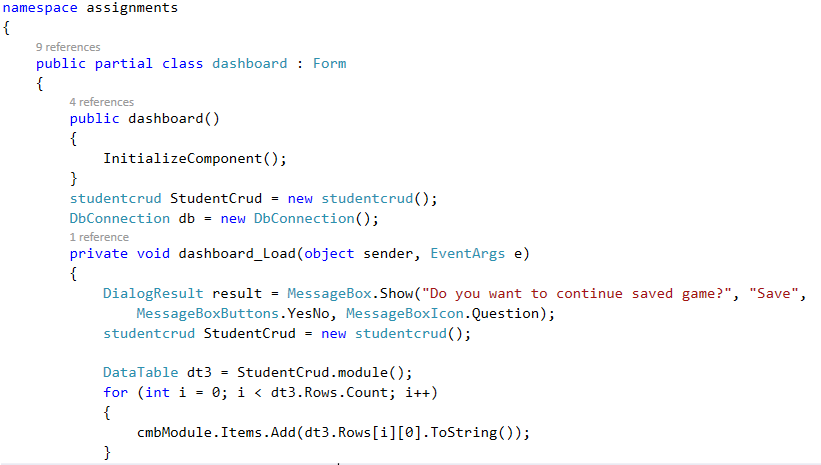 namespace assignments
{
9 references
public partial class dashboard : Form
{
4 references
public dashboard()
{
InitializeComponent();
}
studentcrud StudentCrud = new studentcrud();
DbConnection db = new DbConnection();
1 reference
private void dashboard_Load(object sender, EventArgs e)
{
DialogResult result = MessageBox.Show("Do you want to continue saved game?", "Save",
MessageBoxButtons.YesNo, MessageBoxIcon.Question);
studentcrud StudentCrud = new studentcrud();
DataTable dt3 = StudentCrud.module();
for (int i = 0; i < dt3.Rows.Count; i++)
{
cmbModule.Items.Add(dt3.Rows[i][0].ToString());
}